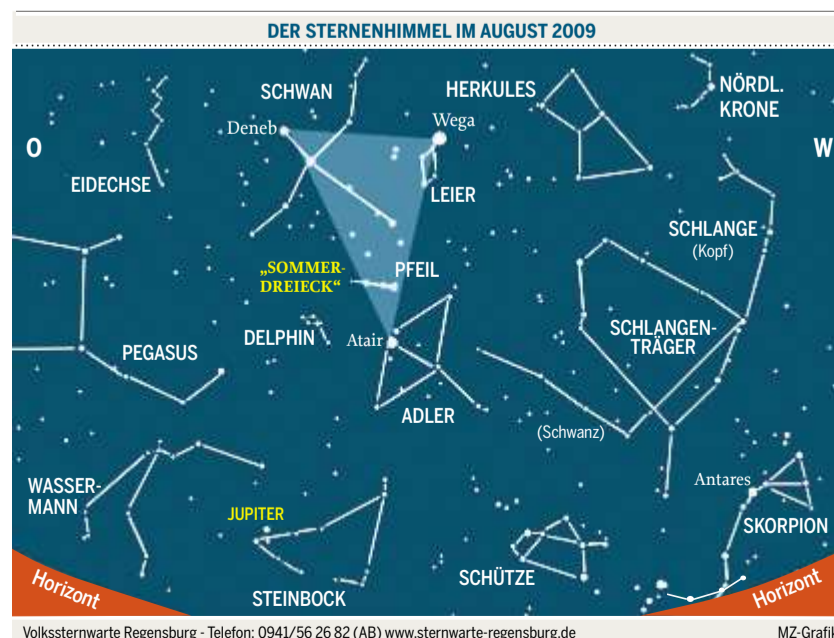 DER STERNENHIMMEL IM AUGUST 2009
SCHWAN
HERKULES
NÖRDL.
KRONE
Deneb
Wega
O
W
EIDECHSE
LEIER
SCHLANGE
(Kopf)
„SOMMER-
DREIECK“
PFEIL
DELPHIN
Atair
SCHLANGEN-
TRÄGER
PEGASUS
ADLER
(Schwanz)
WASSER-
MANN
JUPITER
Antares
SKORPION
SCHÜTZE
STEINBOCK
Horizont
Horizont
Volkssternwarte Regensburg - Telefon: 0941/56 26 82 (AB) www.sternwarte-regensburg.de
MZ-Grafik